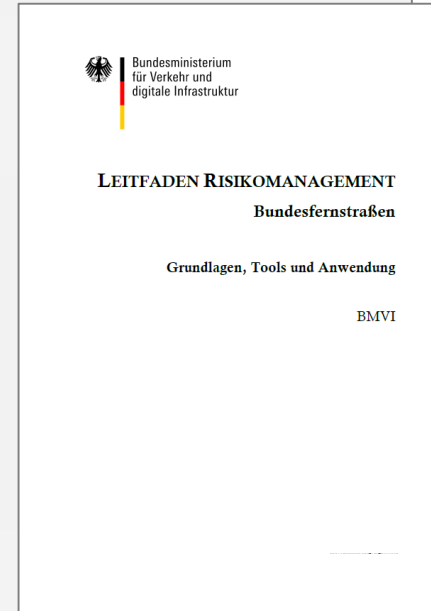 Bundesministerium
für Verkehr und
digitale Infrastruktur
LEITFADEN RISIKOMANAGEMENT
Bundesfernstraßen
Grundlagen, Tools und Anwendung
BMVI